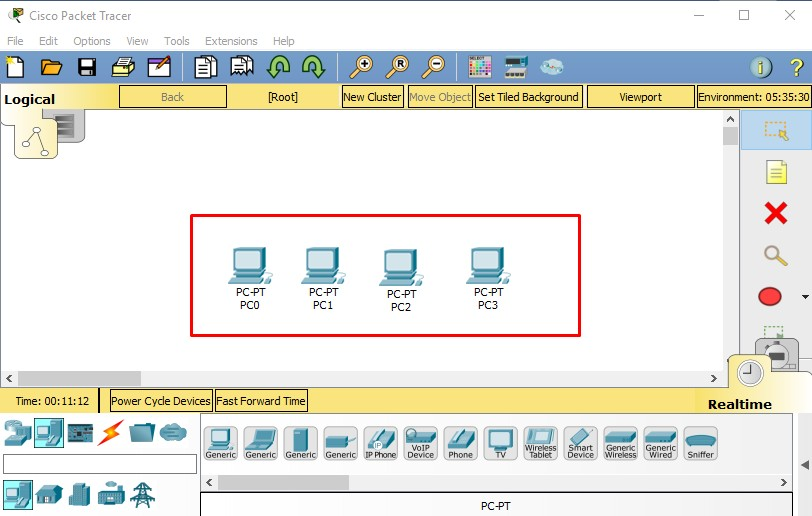 Cisco Packet Tracer
File Edit Options View Tools Extensions Help
Logical
Back
[Root]
New Cluster
Move Object
Set Tiled Background
Viewport
Environment: 05:35:30
PC-PT
PC0
PC-PT
PC1
PC-PT
PC2
PC-PT
PC3
Time: 00:11:12
Power Cycle Devices
Fast Forward Time
Realtime
Generic
Generic
Generic
Generic
IP Phone
VoIP
Device
Phone
TV
Wireless
Tablet
Smart
Device
Generic
Wireless
Generic
Wired
Sniffer
PC-PT